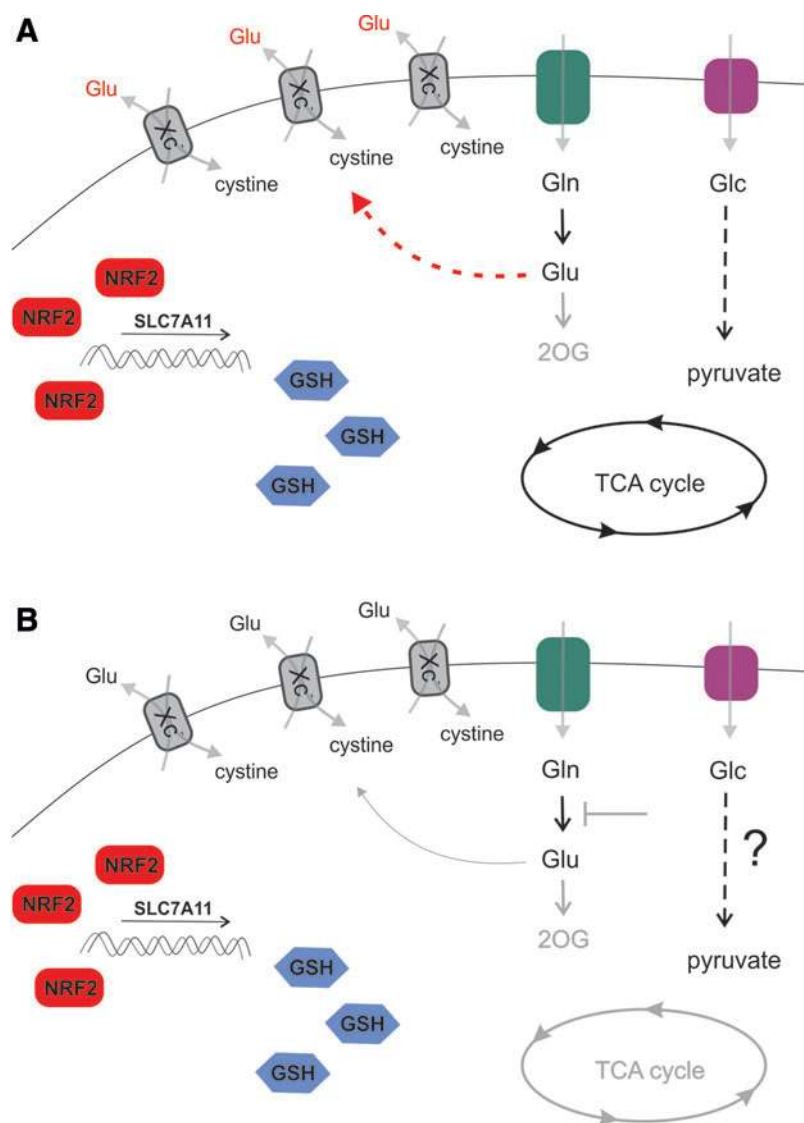 A
Glu
Glu
Glu
Xc-
Xc-
Xc-
cystine
cystine
cystine
Gln
Glc
Glu
2OG
pyruvate
NRF2
NRF2
NRF2
SLC7A11
GSH
GSH
GSH
TCA cycle
B
Glu
Glu
Glu
Xc-
Xc-
Xc-
cystine
cystine
cystine
Gln
Glc
?
Glu
2OG
pyruvate
NRF2
NRF2
NRF2
SLC7A11
GSH
GSH
GSH
TCA cycle